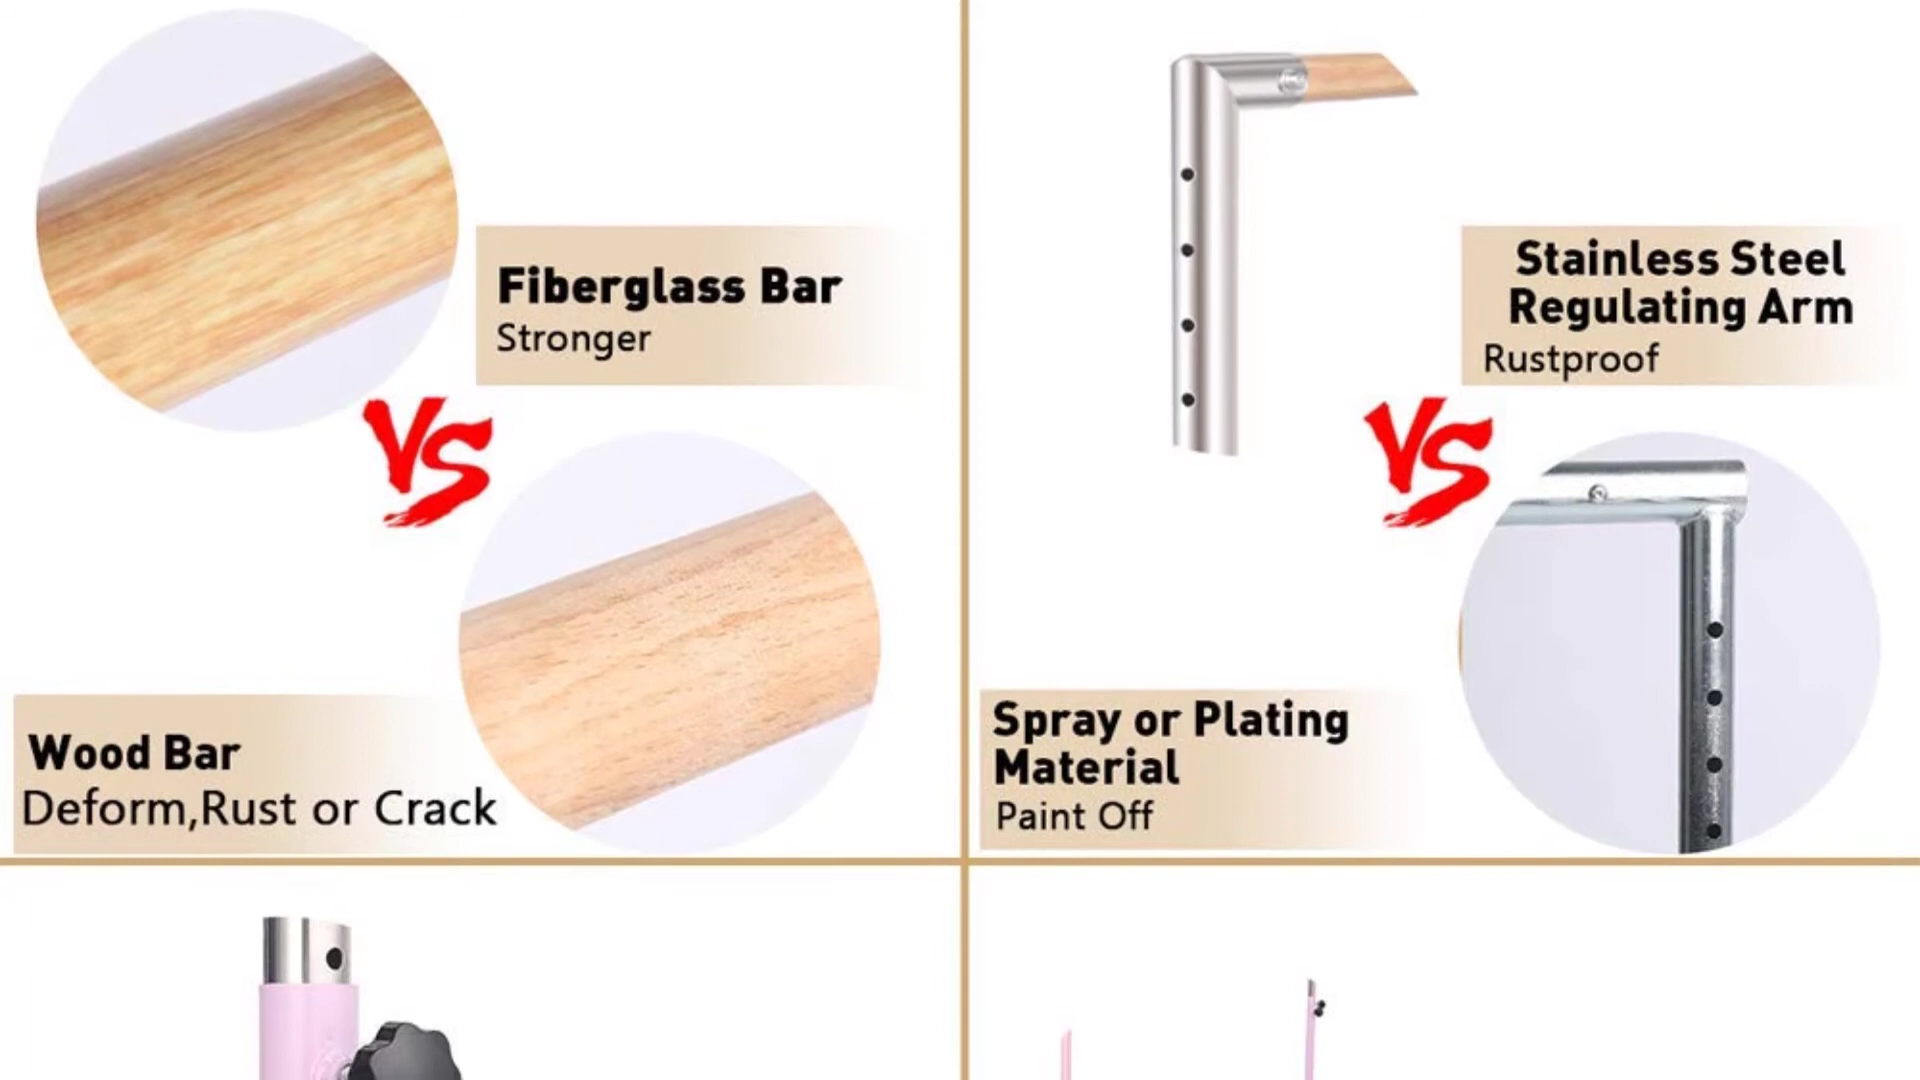 Fiberglass Bar
Stronger
VS
Wood Bar
Deform,Rust or Crack
Stainless Steel
Regulating Arm
Rustproof
VS
Spray or Plating
Material
Paint Off